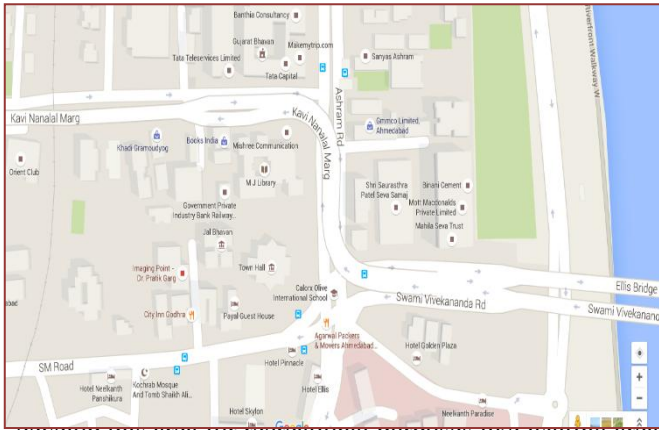 Banthia Consultancy
Gujarat Bhavan
Makemytrip.com
Tata Teleservices Limited
Tata Capital
Sanyas Ashram
Riverfront Walkway W
Kavi Nanalal Marg
Kavi Nanalal Marg
Ashram Rd
Gmmco Limited,
Ahmedabad
Khadi Gramoudyog
Books India
Mishree Communication
Orient Club
M J Library
Government Private
Industry Bank Railway...
Shri Saurasthra
Patel Seva Samaj
Binani Cement
Mott Macdonalds
Private Limited
Mahila Seva Trust
Jal Bhavan
Town Hall
Imaging Point -
Dr. Pratik Garg
Calorx Olive
International School
Ellis Bridge
Swami Vivekananda Rd
Swami Vivekanand
abad
City Inn Godhra
Payal Guest House
Agarwal Packers
& Movers Ahmedabad...
Hotel Golden Plaza
SM Road
Hotel Pinnacle
Hotel Neelkanth
Panshikura
Kochrab Mosque
And Tomb Shaikh Ali...
Hotel Ellis
Hotel Skylon
Neelkanth Paradise
Google